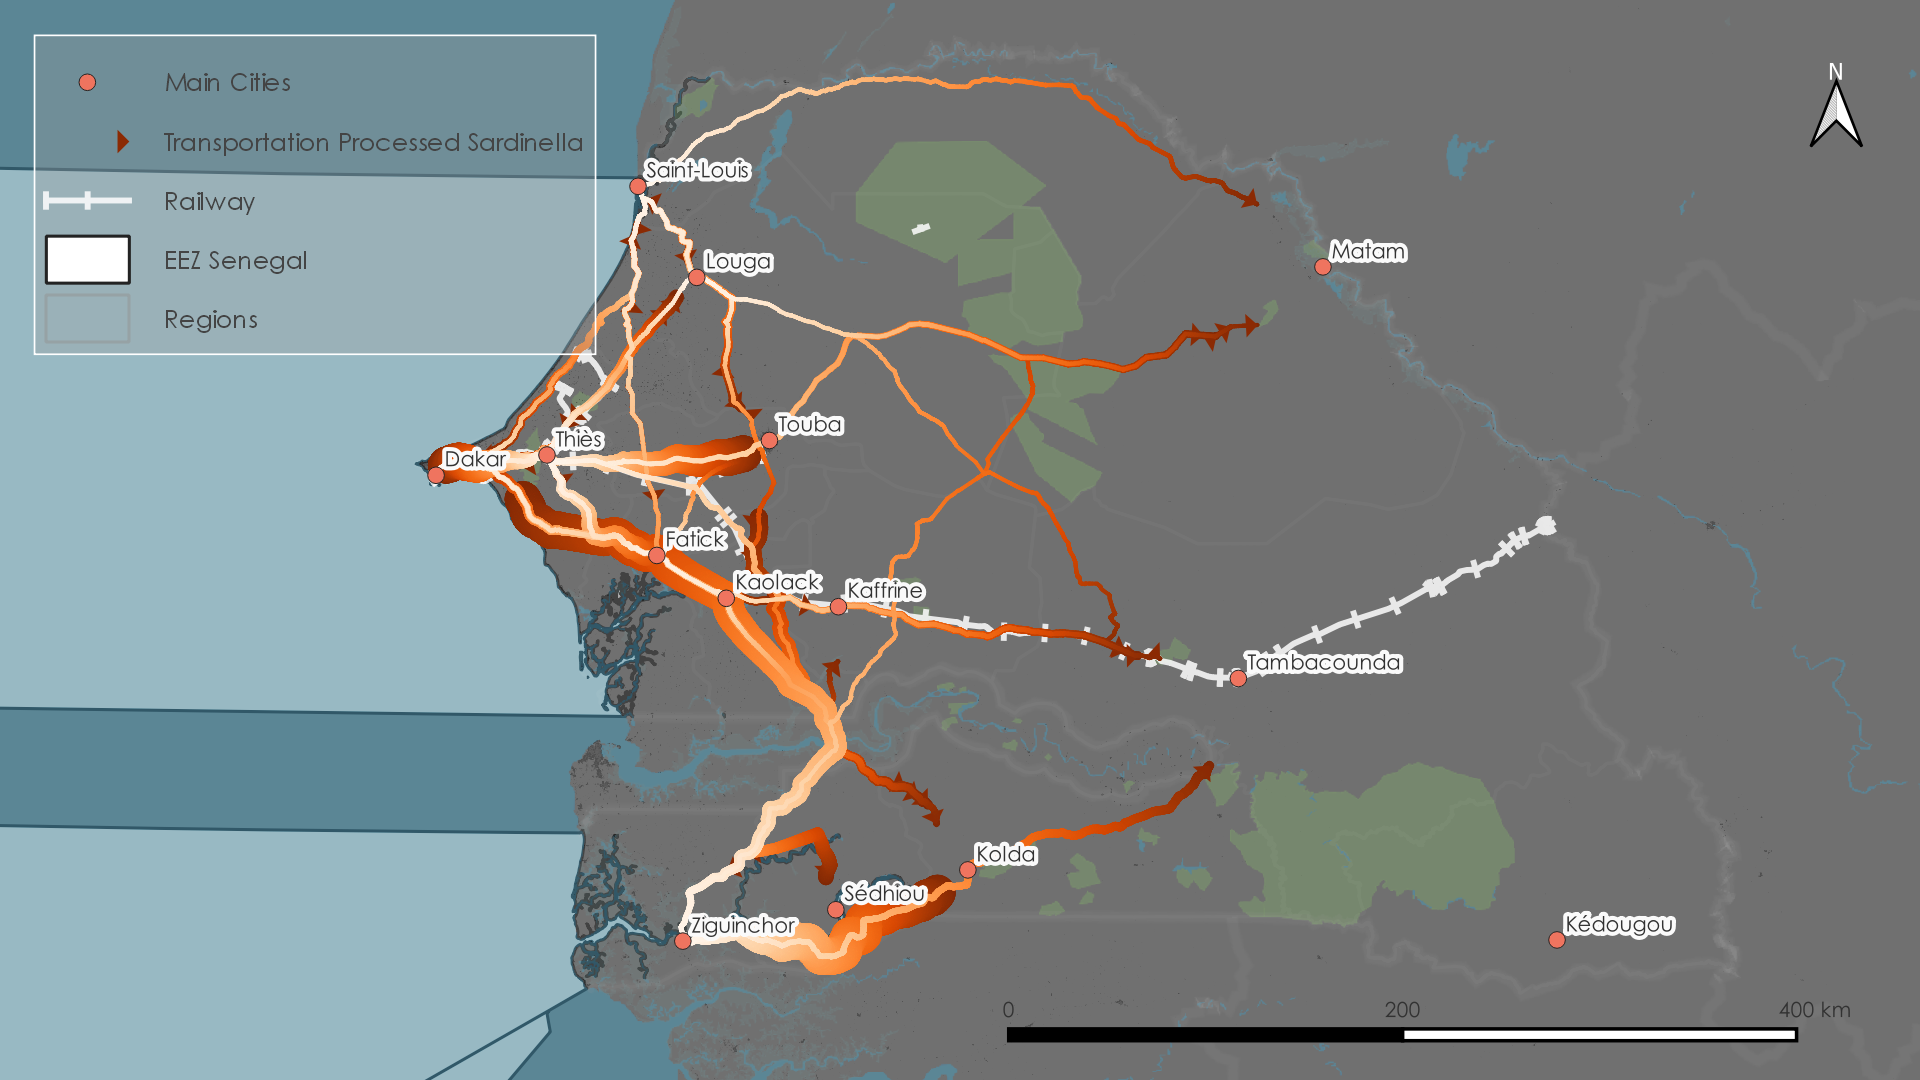 Main Cities
Transportation Processed Sardinella
Railway
EEZ Senegal
Regions
N
Saint-Louis
Louga
Matam
Touba
Thiès
Dakar
Fatick
Kaolack
Kaffrine
Tambacounda
Kolda
Sédhiou
Ziguinchor
Kédougou
0 200 400 km